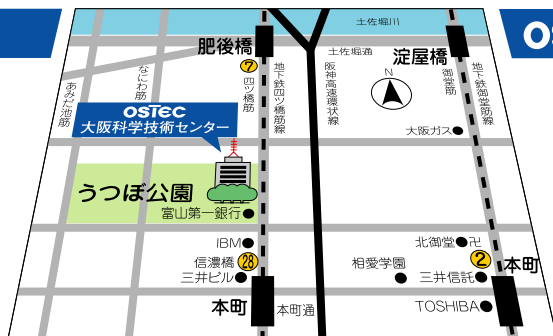 土佐堀川
OS
肥後橋
土佐堀通
淀屋橋
⑦
四ツ橋筋
地下鉄四ツ橋筋線
阪神高速環状線
N
御堂筋
地下鉄御堂筋線
なにわ筋
あみだ池筋
OSTEC
大阪科学技術センター
大阪ガス
うつぼ公園
富山第一銀行
IBM
北御堂
卍
信濃橋
28
三井ビル
相愛学園
②
本町
三井信託
本町
本町通
TOSHIBA